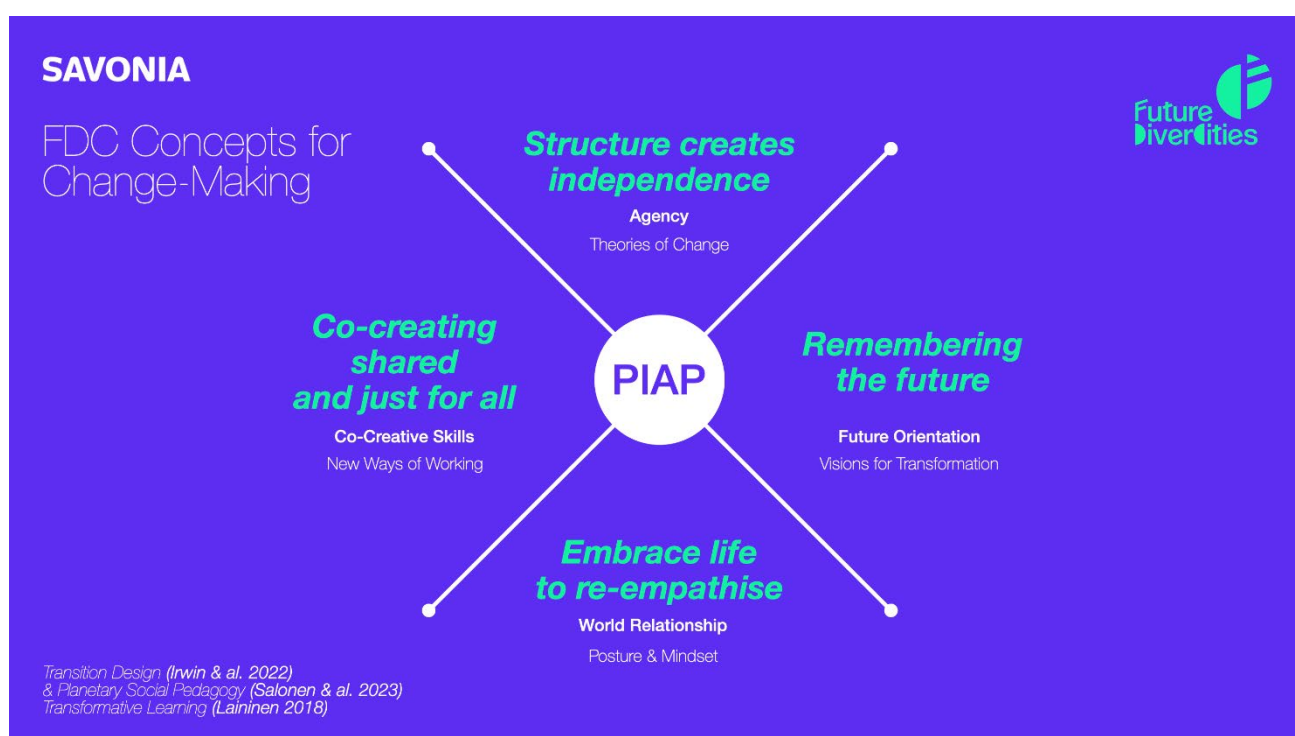 SAVONIA
FDC Concepts for
Change-Making
Future
Diversities
Structure creates
independence
Agency
Theories of Change
Co-creating
shared
and just for all
Co-Creative Skills
New Ways of Working
PIAP
Remembering
the future
Future Orientation
Visions for Transformation
Embrace life
to re-empathise
World Relationship
Posture & Mindset
Transition Design (Irwin & al. 2022)
& Planetary Social Pedagogy (Salonen & al. 2023)
Transformative Learning (Laininen 2018)